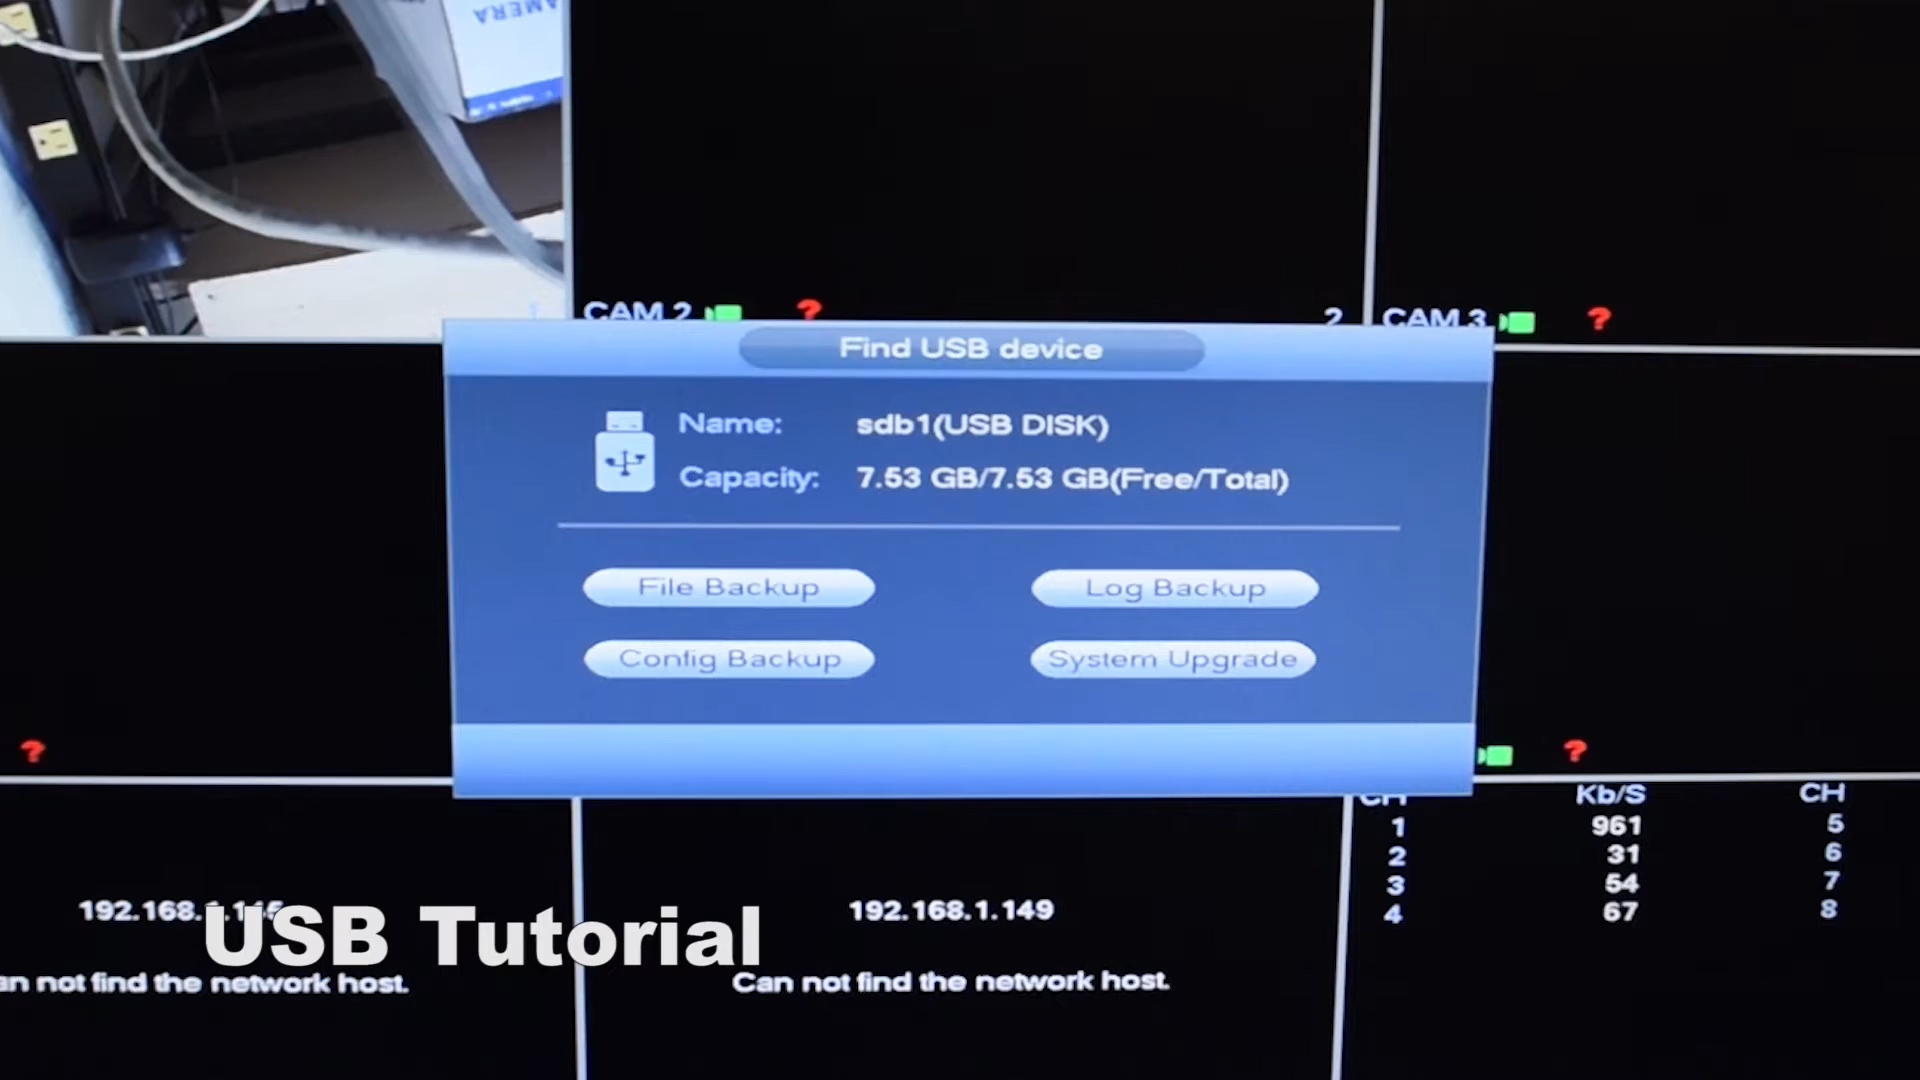 CAMERA
1
CAM 2 ? 2
CAM 3 ?
Find USB device
Name: sdb1(USB DISK)
Capacity: 7.53 GB/7.53 GB(Free/Total)
File Backup
Log Backup
Config Backup
System Upgrade
?
?
CH Kb/S CH
1 961 5
2 31 6
3 54 7
4 67 8
192.168.1.149
USB Tutorial
an not find the network host.
Can not find the network host.